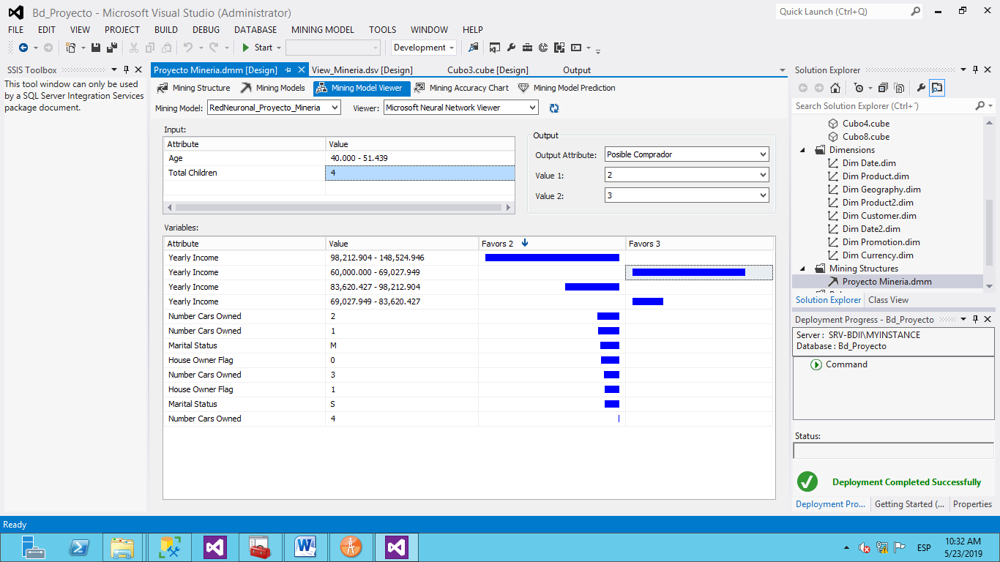 Bd_Proyecto - Microsoft Visual Studio (Administrator)
Quick Launch (Ctrl+Q)
FILE EDIT VIEW PROJECT BUILD DEBUG DATABASE MINING MODEL TOOLS WINDOW HELP
Start Development
SSIS Toolbox
This tool window can only be used
by a SQL Server Integration Services
package document.
Proyecto Mineria.dmm [Design] View_Mineria.dsv [Design] Cubo3.cube [Design] Output
Mining Structure Mining Models Mining Model Viewer Mining Accuracy Chart Mining Model Prediction
Mining Model: RedNeuronal_Proyecto_Mineria Viewer: Microsoft Neural Network Viewer
Input:
Attribute Value
Age 40.000 - 51.439
Total Children 4
Output
Output Attribute: Posible Comprador
Value 1: 2
Value 2: 3
Variables:
Attribute Value Favors 2 Favors 3
Yearly Income 98,212.904 - 148,524.946
Yearly Income 60,000.000 - 69,027.949
Yearly Income 83,620.427 - 98,212.904
Yearly Income 69,027.949 - 83,620.427
Number Cars Owned 2
Number Cars Owned 1
Marital Status M
House Owner Flag 0
Number Cars Owned 3
House Owner Flag 1
Marital Status S
Number Cars Owned 4
Solution Explorer
Search Solution Explorer (Ctrl+´)
Cubo4.cube
Cubo8.cube
Dimensions
Dim Date.dim
Dim Product.dim
Dim Geography.dim
Dim Product2.dim
Dim Customer.dim
Dim Date2.dim
Dim Promotion.dim
Dim Currency.dim
Mining Structures
Proyecto Mineria.dmm
Solution Explorer Class View
Deployment Progress - Bd_Proyecto
Server : SRV-BDII\MYINSTANCE
Database : Bd_Proyecto
Command
Status:
Deployment Completed Successfully
Deployment Pro... Getting Started (... Properties
Ready
ESP
10:32 AM
5/23/2019